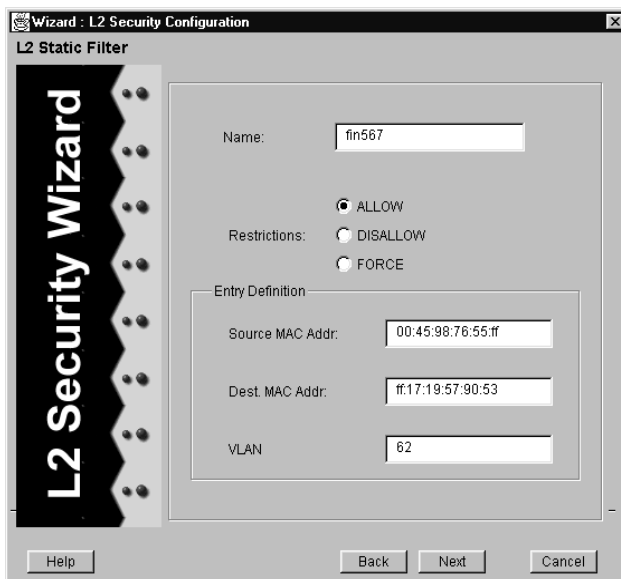 Wizard : L2 Security Configuration
L2 Static Filter
L2 Security Wizard
Name: fin567
Restrictions:
ALLOW
DISALLOW
FORCE
Entry Definition
Source MAC Addr: 00:45:98:76:55:ff
Dest. MAC Addr: ff:17:19:57:90:53
VLAN 62
Help Back Next Cancel